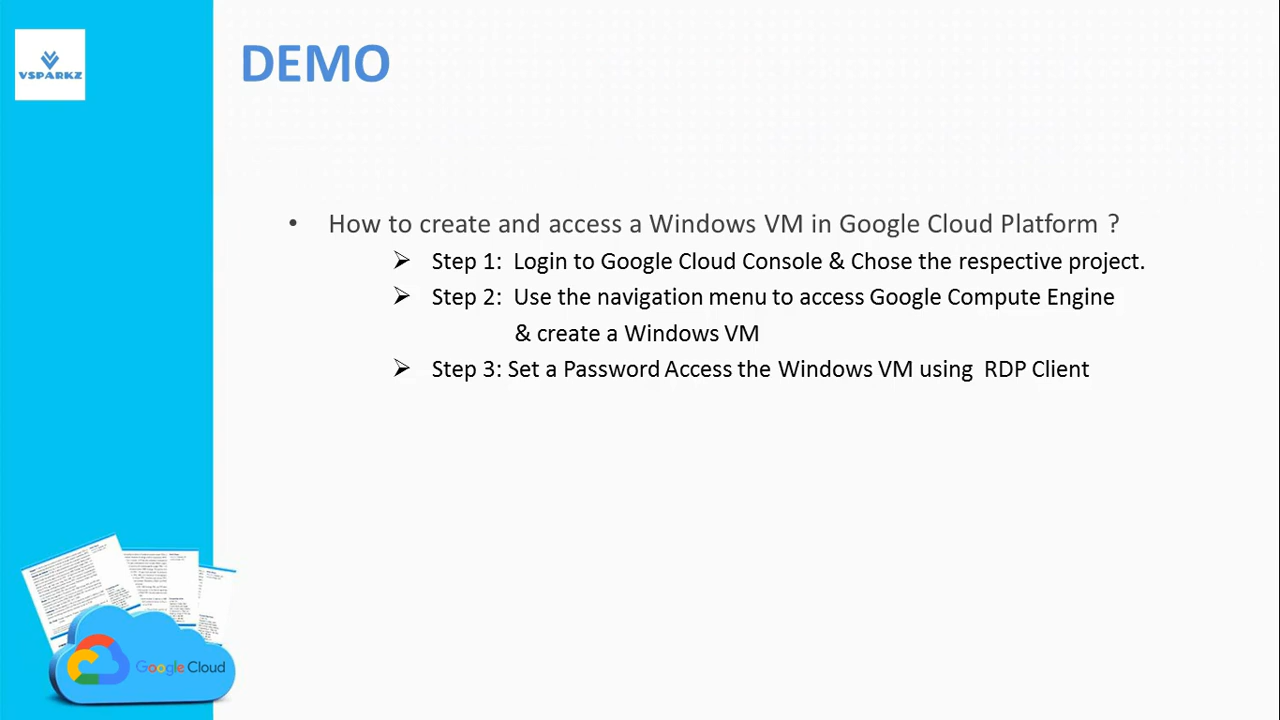 VSPARKZ
DEMO
• How to create and access a Windows VM in Google Cloud Platform ?
➢ Step 1: Login to Google Cloud Console & Chose the respective project.
➢ Step 2: Use the navigation menu to access Google Compute Engine
& create a Windows VM
➢ Step 3: Set a Password Access the Windows VM using RDP Client
Google Cloud